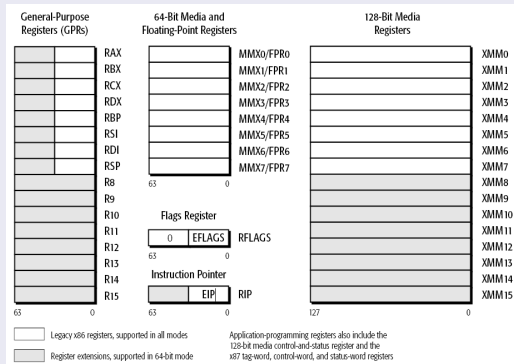 General-Purpose
Registers (GPRs)
RAX
RBX
RCX
RDX
RBP
RSI
RDI
RSP
R8
R9
R10
R11
R12
R13
R14
R15
63 0
64-Bit Media and
Floating-Point Registers
MMX0/FPR0
MMX1/FPR1
MMX2/FPR2
MMX3/FPR3
MMX4/FPR4
MMX5/FPR5
MMX6/FPR6
MMX7/FPR7
63 0
Flags Register
0 EFLAGS RFLAGS
63 0
Instruction Pointer
EIP RIP
63 0
128-Bit Media
Registers
XMM0
XMM1
XMM2
XMM3
XMM4
XMM5
XMM6
XMM7
XMM8
XMM9
XMM10
XMM11
XMM12
XMM13
XMM14
XMM15
127 0
Legacy x86 registers, supported in all modes
Register extensions, supported in 64-bit mode
Application-programming registers also include the
128-bit media control-and-status register and the
x87 tag-word, control-word, and status-word registers